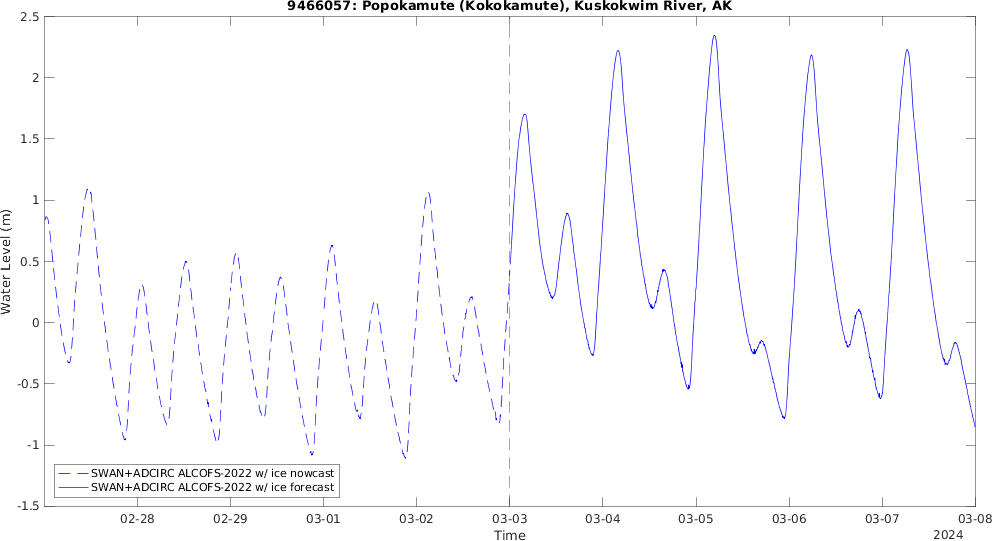 9466057: Popokamute (Kokokamute), Kuskokwim River, AK
2.5
2
1.5
1
0.5
0
-0.5
-1
-1.5
Water Level (m)
SWAN+ADCIRC ALCOFS-2022 w/ ice nowcast
SWAN+ADCIRC ALCOFS-2022 w/ ice forecast
02-28 02-29 03-01 03-02 03-03 03-04 03-05 03-06 03-07 03-08
Time
2024